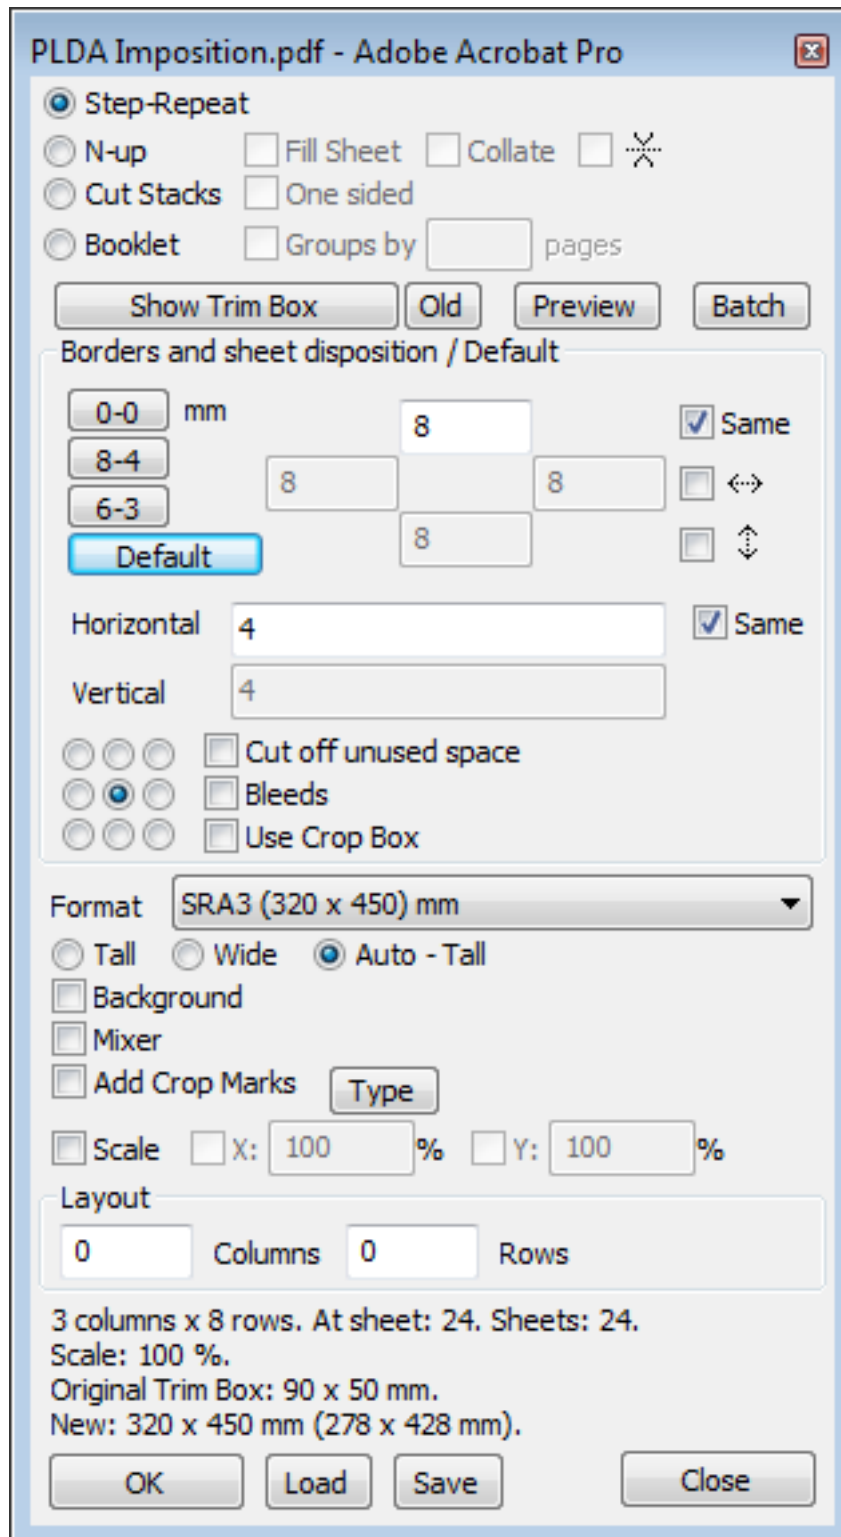 PLDA Imposition.pdf - Adobe Acrobat Pro
Step-Repeat
N-up Fill Sheet Collate
Cut Stacks One sided
Booklet Groups by pages
Show Trim Box Old Preview Batch
Borders and sheet disposition / Default
0-0 mm 8 Same
8-4 8 8
6-3
Default 8
Horizontal 4 Same
Vertical 4
Cut off unused space
Bleeds
Use Crop Box
Format SRA3 (320 x 450) mm
Tall Wide Auto - Tall
Background
Mixer
Add Crop Marks Type
Scale X: 100 % Y: 100 %
Layout
0 Columns 0 Rows
3 columns x 8 rows. At sheet: 24. Sheets: 24.
Scale: 100 %.
Original Trim Box: 90 x 50 mm.
New: 320 x 450 mm (278 x 428 mm).
OK Load Save Close